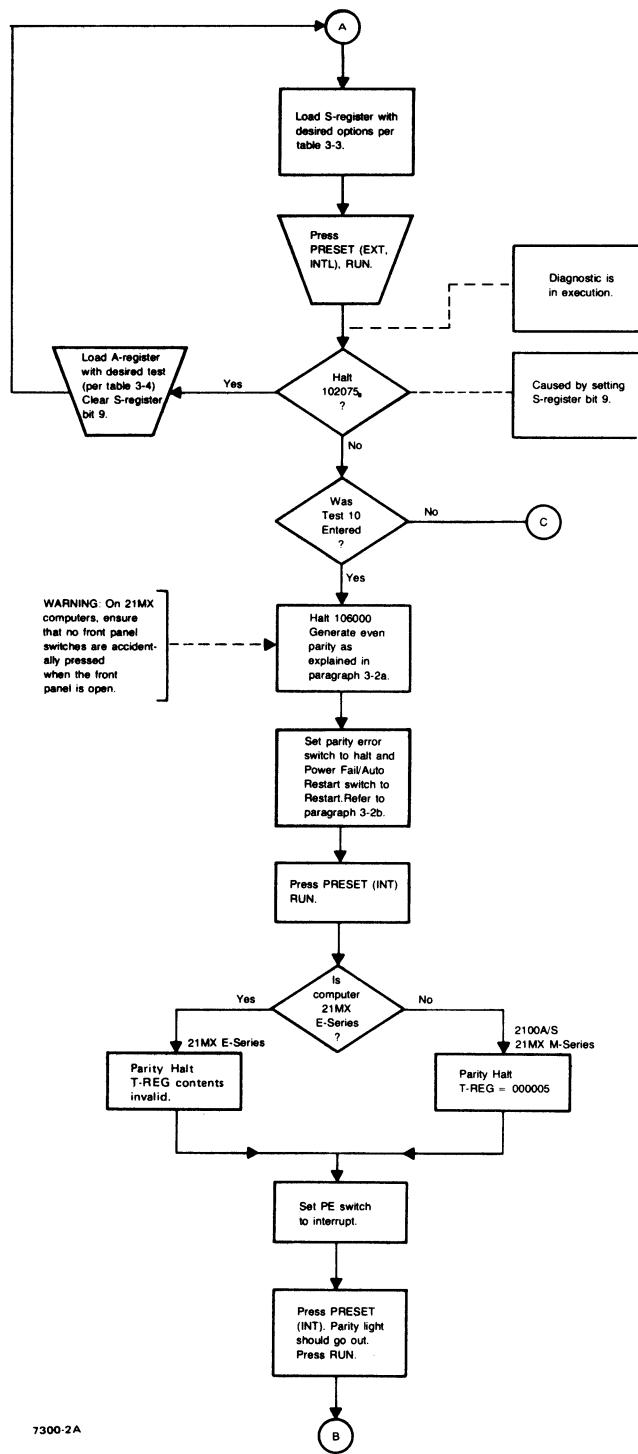 A
Load S-register with
desired options per
table 3-3.
Press
PRESET (EXT,
INTL), RUN.
Diagnostic is
in execution.
Load A-register
with desired test
(per table 3-4)
Clear S-register
bit 9.
Yes
Halt
102075₈
?
Caused by setting
S-register bit 9.
No
Was
Test 10
Entered
?
No
C
Yes
WARNING: On 21MX
computers, ensure
that no front panel
switches are accident-
ally pressed
when the front
panel is open.
Halt 106000
Generate even
parity as
explained in
paragraph 3-2a.
Set parity error
switch to halt and
Power Fail/Auto
Restart switch to
Restart.Refer to
paragraph 3-2b.
Press PRESET (INT)
RUN.
Is
computer
21MX
E-Series
?
Yes
No
21MX E-Series
2100A/S
21MX M-Series
Parity Halt
T-REG contents
invalid.
Parity Halt
T-REG = 000005
Set PE switch
to interrupt.
Press PRESET
(INT). Parity light
should go out.
Press RUN.
7300-2A
B